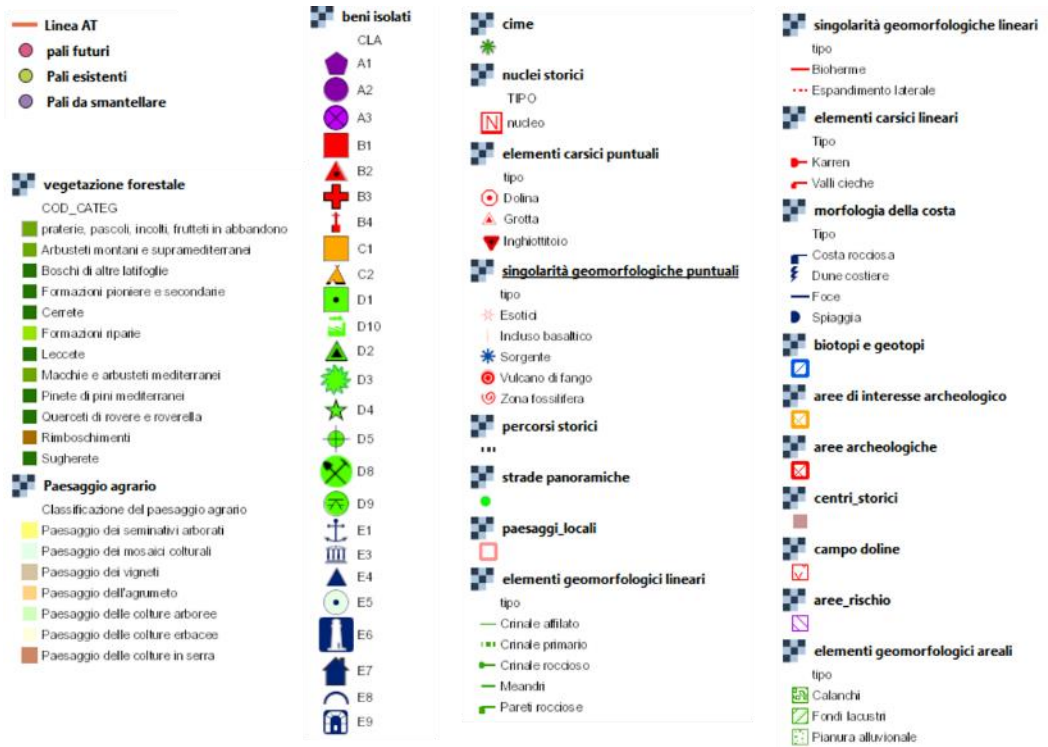 Linea AT
pali futuri
Pali esistenti
Pali da smantellare
vegetazione forestale
COD_CATEG
praterie, pascoli, incolti, frutteti in abbandono
Arbusteti montani e supramediterranei
Boschi di altre latifoglie
Formazioni pioniere e secondarie
Cerrete
Formazioni riparie
Leccete
Macchie e arbusteti mediterranei
Pinete di pini mediterranei
Querceti di rovere e roverella
Rimboschimenti
Sugherete
Paesaggio agrario
Classificazione del paesaggio agrario
Paesaggio dei seminativi arborati
Paesaggio dei mosaici colturali
Paesaggio dei vigneti
Paesaggio dell'agrumeto
Paesaggio delle colture arboree
Paesaggio delle colture erbacee
Paesaggio delle colture in serra
beni isolati
CLA
A1
A2
A3
B1
B2
B3
B4
C1
C2
D1
D10
D2
D3
D4
D5
D8
D9
E1
E3
E4
E5
E6
E7
E8
E9
cime
nuclei storici
TIPO
N nucleo
elementi carsici puntuali
tipo
Dolina
Grotta
Inghiottitoio
singolarità geomorfologiche puntuali
tipo
Esotici
Incluso basaltico
Sorgente
Vulcano di fango
Zona fossilifera
percorsi storici
strade panoramiche
paesaggi_locali
elementi geomorfologici lineari
tipo
Crinale affilato
Crinale primario
Crinale roccioso
Meandri
Pareti rocciose
singolarità geomorfologiche lineari
tipo
Bioherme
Espandimento laterale
elementi carsici lineari
Tipo
Karren
Valli cieche
morfologia della costa
Tipo
Costa rocciosa
Dune costiere
Foce
Spiaggia
biotopi e geotopi
aree di interesse archeologico
aree archeologiche
centri_storici
campo doline
aree_rischio
elementi geomorfologici areali
tipo
Calanchi
Fondi lacustri
Pianura alluvionale